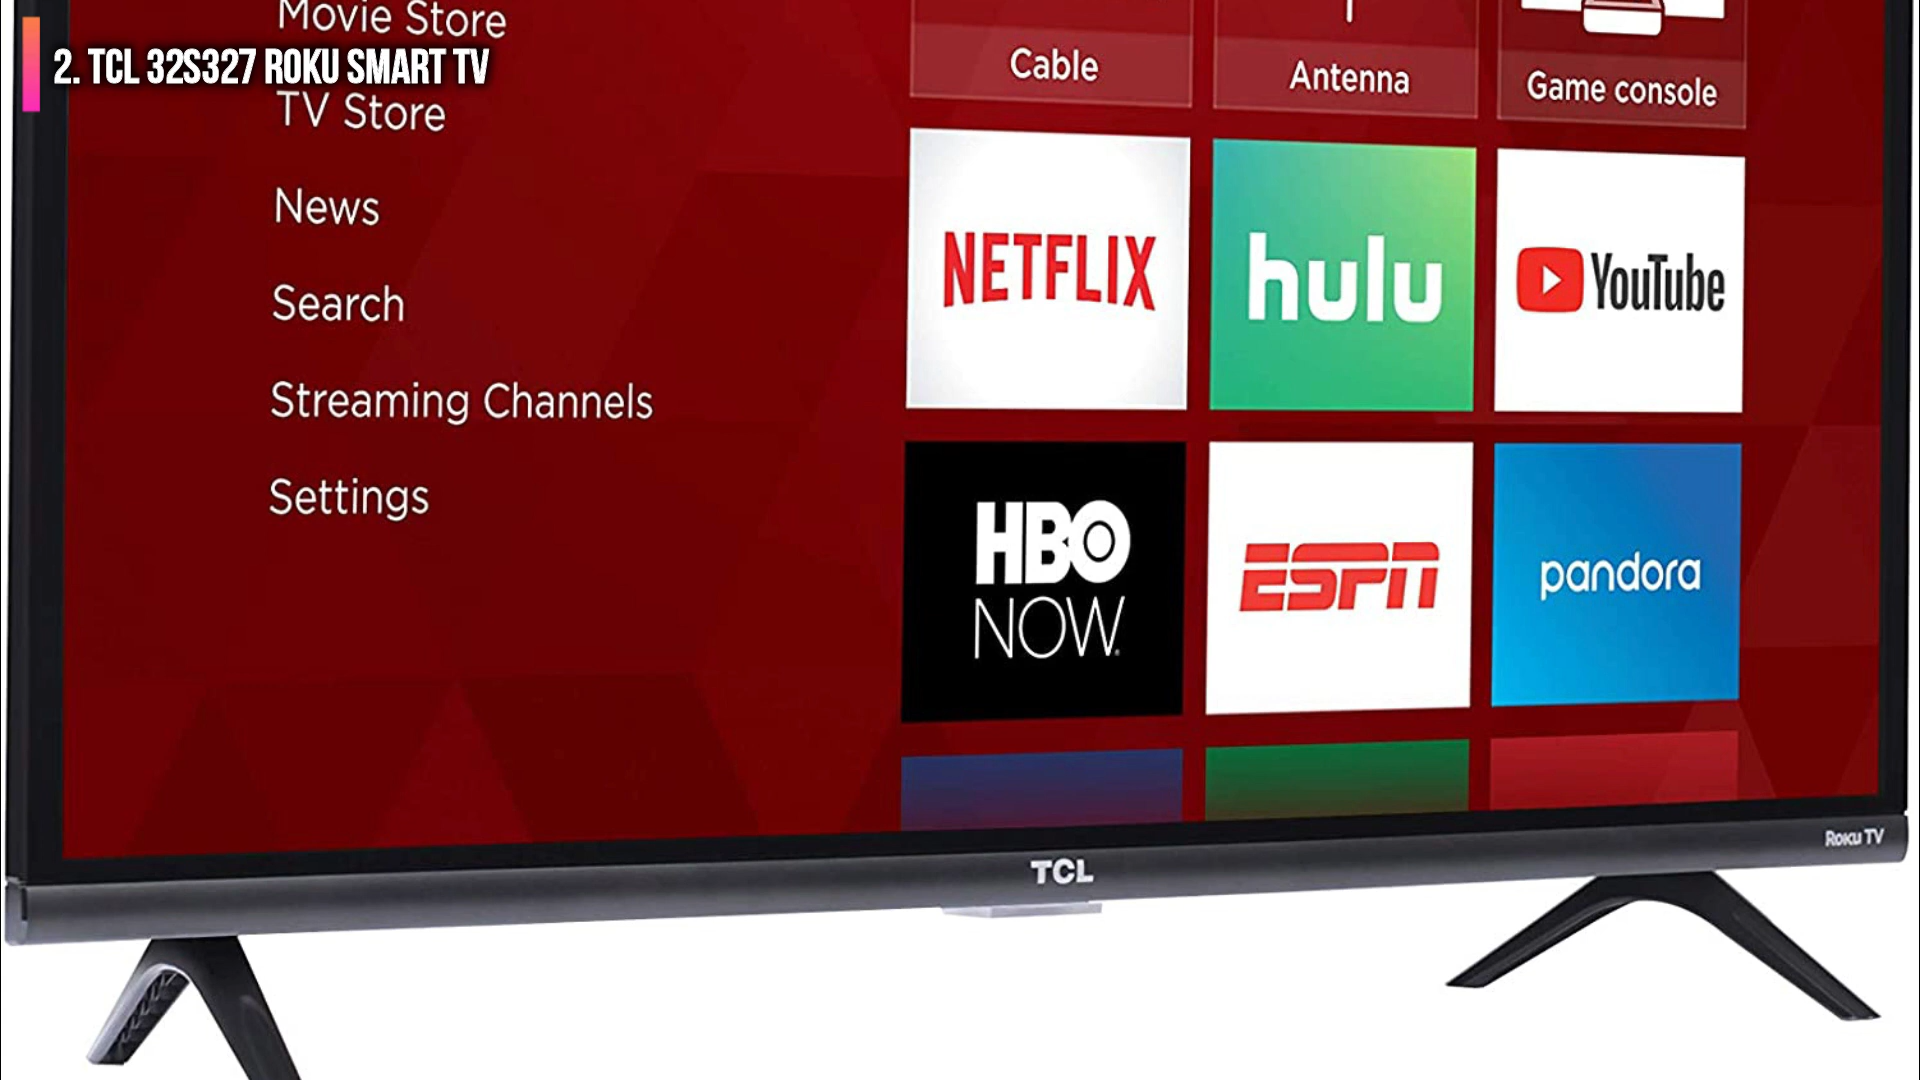 Movie Store
2. TCL 32S327 ROKU SMART TV
TV Store
News
Search
Streaming Channels
Settings
Cable
Antenna
Game console
NETFLIX
hulu
YouTube
HBO
NOW.
ESPN
pandora
TCL
Roku TV